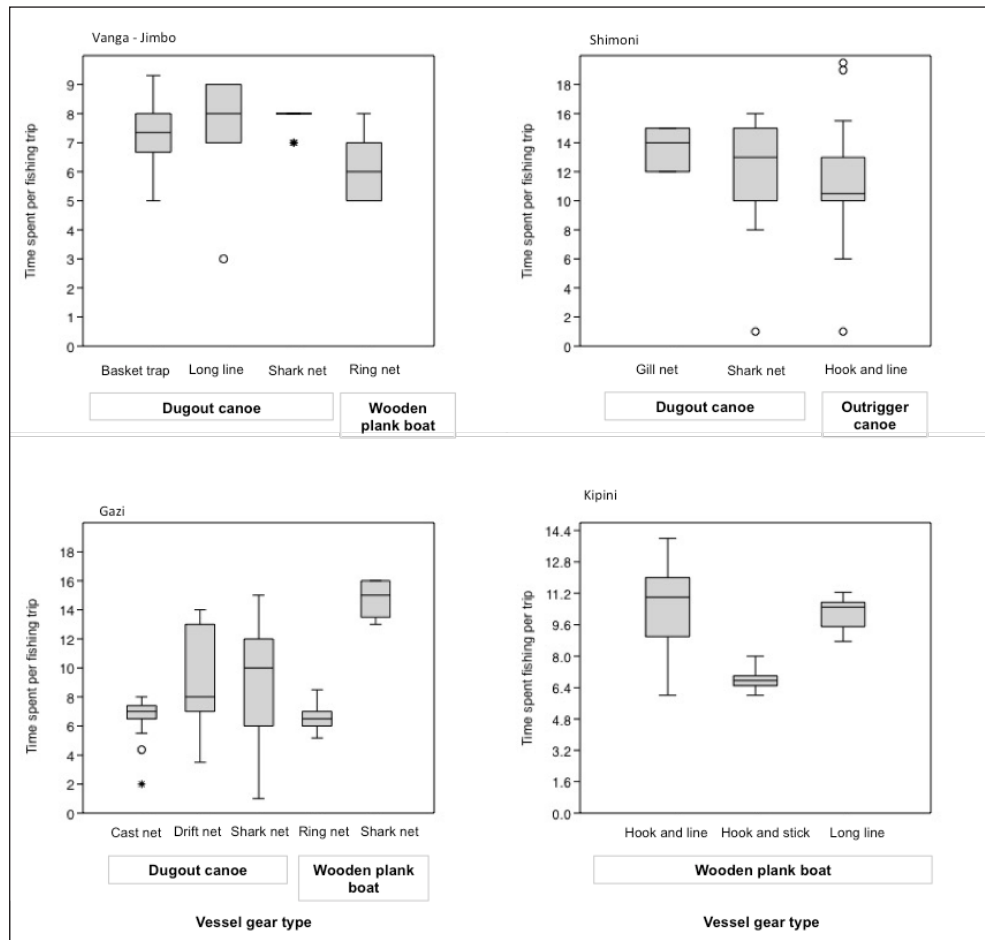 Vanga - Jimbo
Time spent per fishing trip
9
8
7
6
5
4
3
2
1
0
Basket trap Long line Shark net Ring net
Dugout canoe
Wooden
plank boat
Shimoni
Time spent per fishing trip
18
16
14
12
10
8
6
4
2
0
Gill net Shark net Hook and line
Dugout canoe
Outrigger
canoe
Gazi
Time spent per fishing trip
18
16
14
12
10
8
6
4
2
0
Cast net Drift net Shark net Ring net Shark net
Dugout canoe
Wooden plank
boat
Vessel gear type
Kipini
Time spent fishing per trip
14.4
12.8
11.2
9.6
8.0
6.4
4.8
3.2
1.6
0.0
Hook and line Hook and stick Long line
Wooden plank boat
Vessel gear type